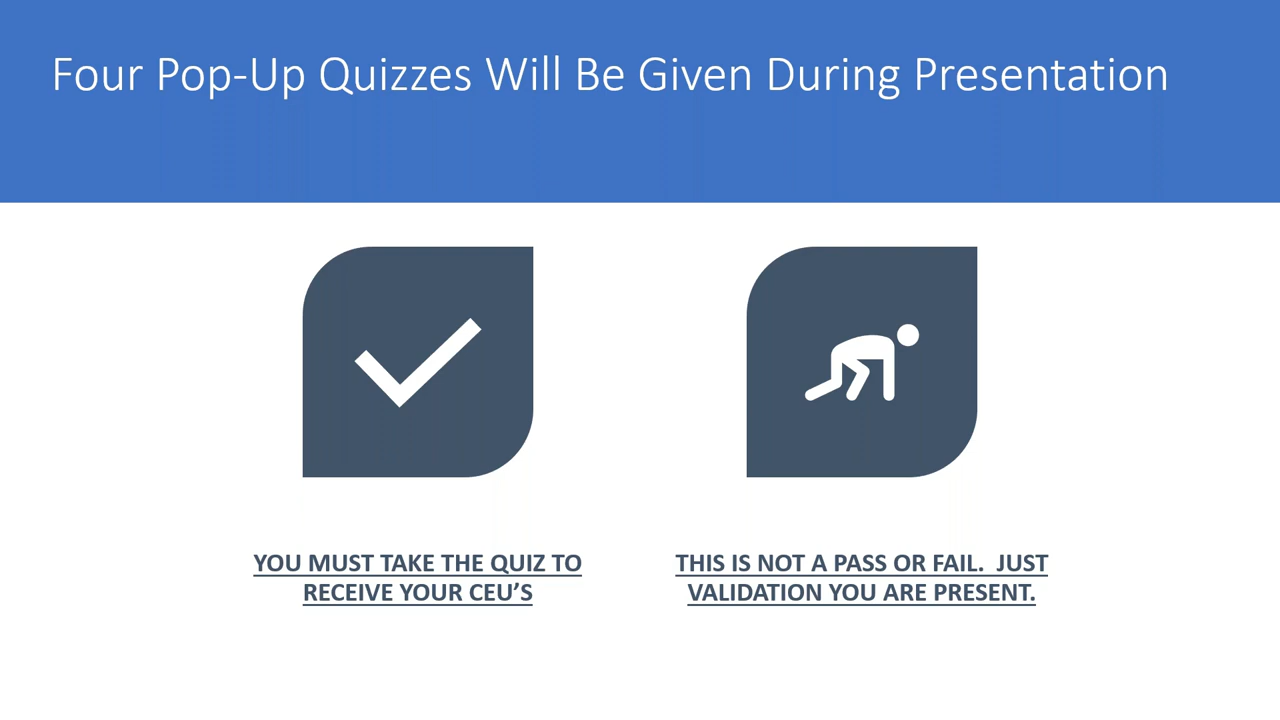 Four Pop-Up Quizzes Will Be Given During Presentation
YOU MUST TAKE THE QUIZ TO
RECEIVE YOUR CEU’S
THIS IS NOT A PASS OR FAIL.  JUST
VALIDATION YOU ARE PRESENT.